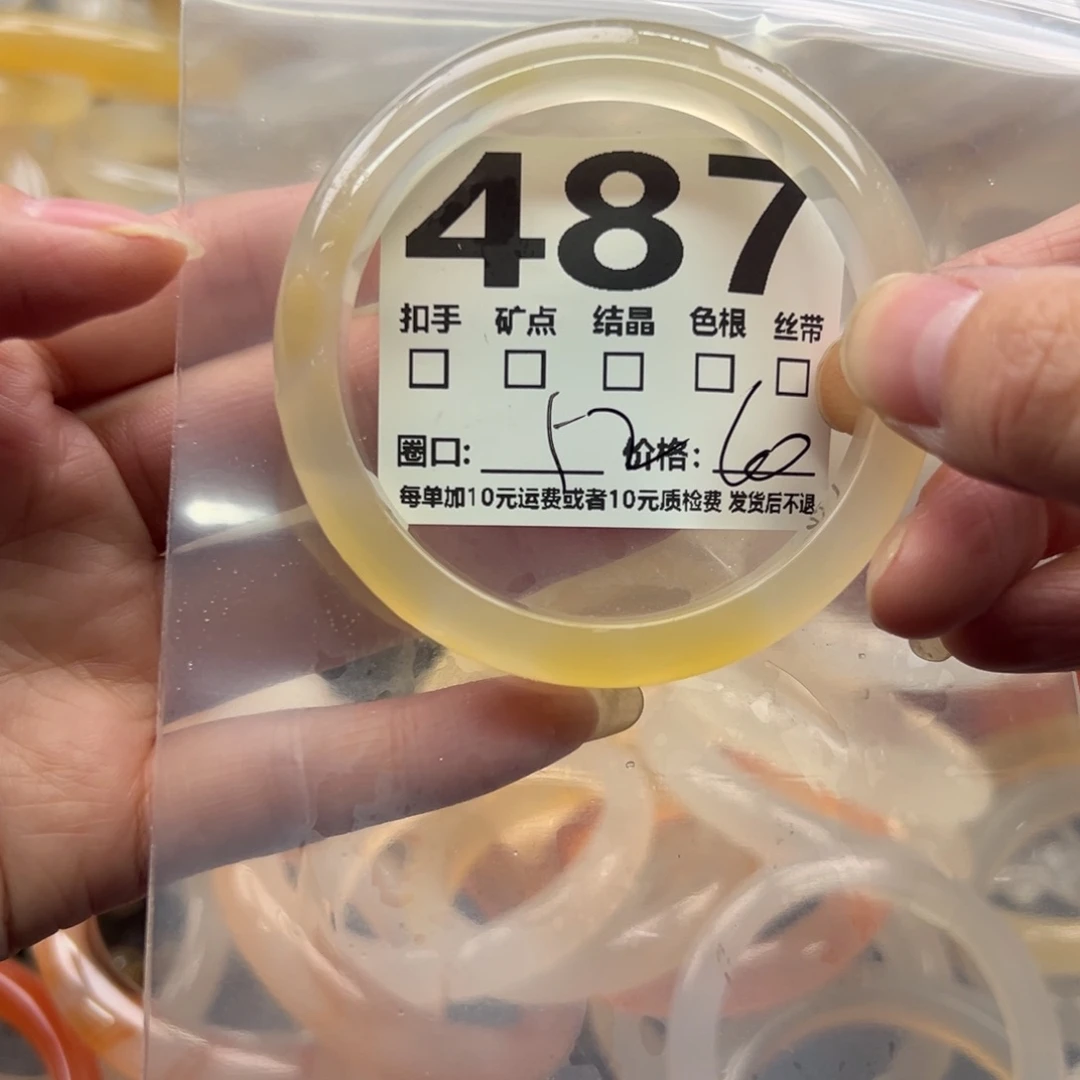 487
扣手 矿点 结晶 色根 丝带
圈口: 价格: 60
每单加10元运费或者10元质检费 发货后不退